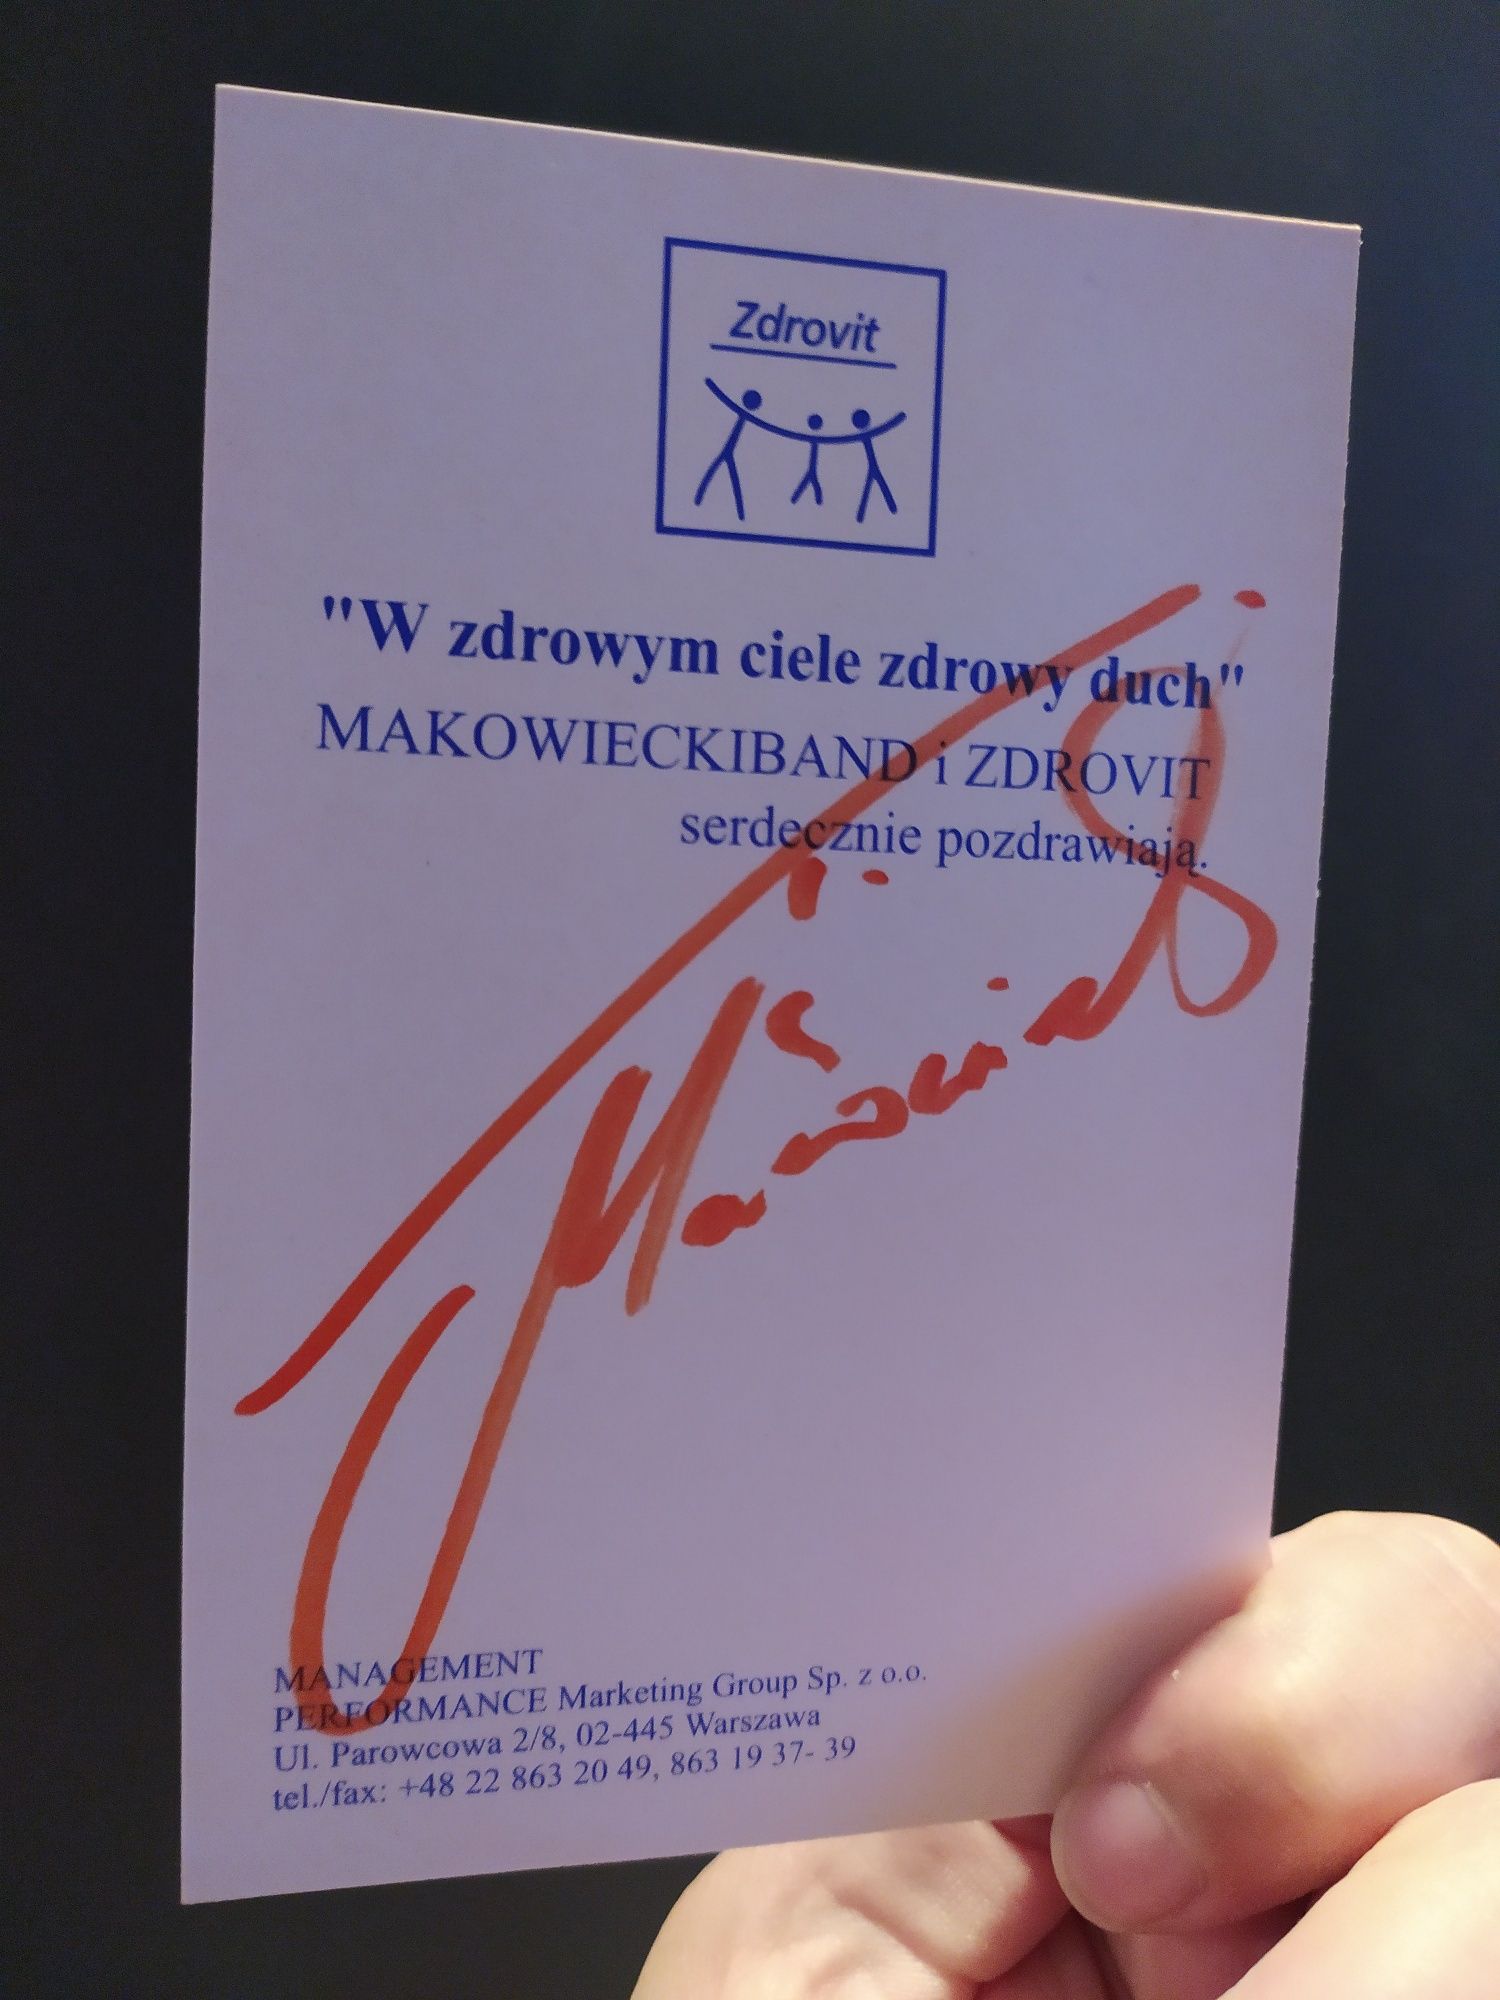 Zdrovit
"W zdrowym ciele zdrowy duch"
MAKOWIECKIBAND i ZDROVIT
serdecznie pozdrawiają.
MANAGEMENT
PERFORMANCE Marketing Group Sp. z o.o.
Ul. Parowcowa 2/8, 02-445 Warszawa
tel./fax: +48 22 863 20 49, 863 19 37- 39